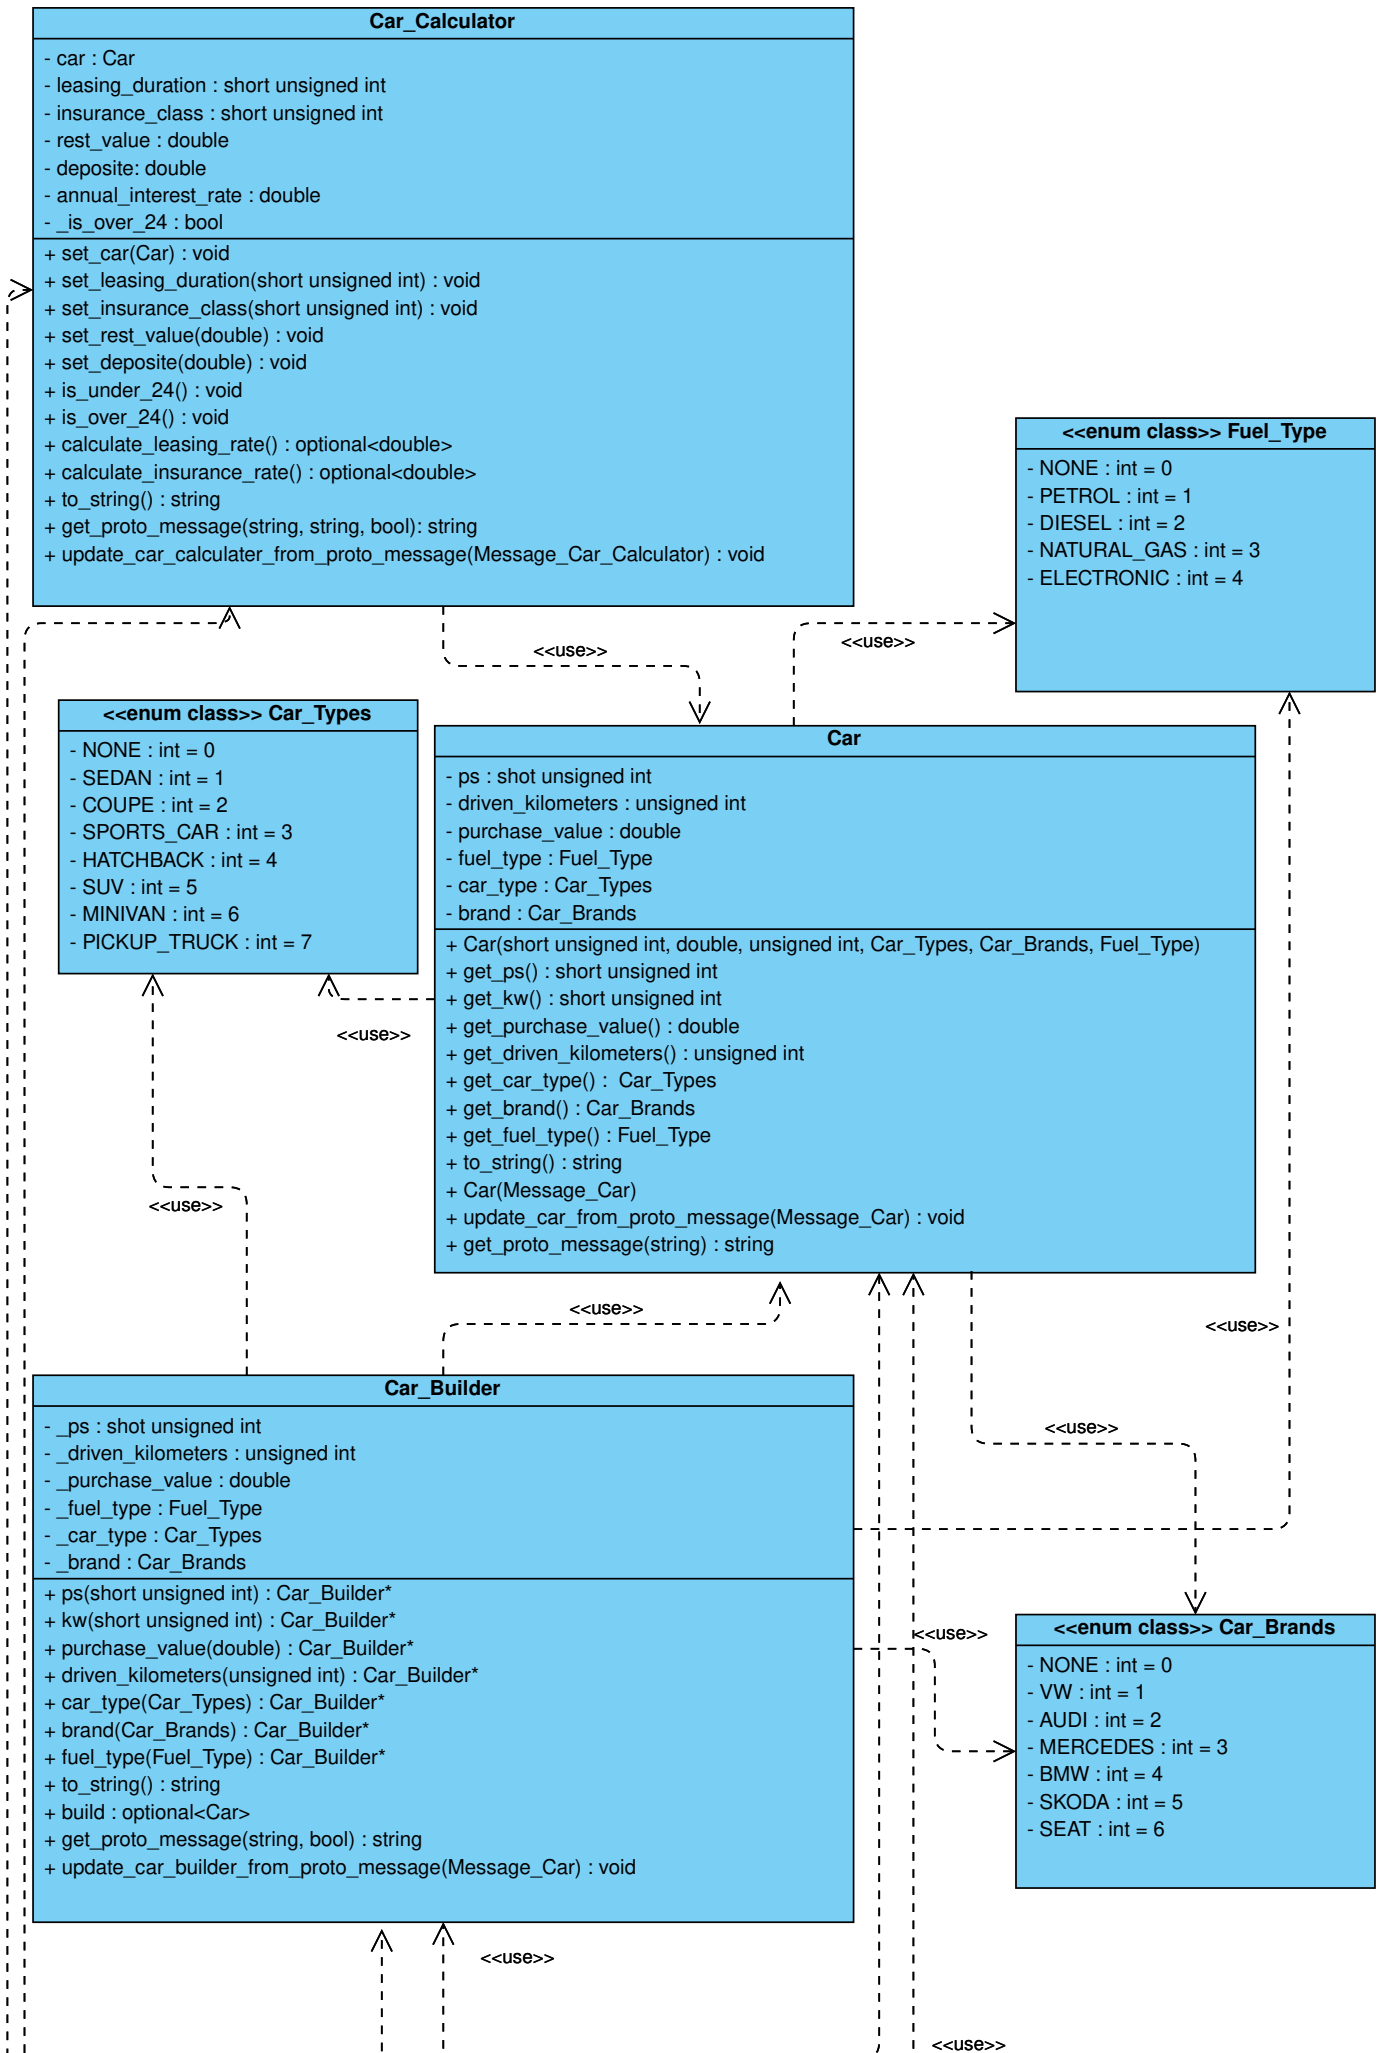 Car_Calculator
- car : Car
- leasing_duration : short unsigned int
- insurance_class : short unsigned int
- rest_value : double
- deposite: double
- annual_interest_rate : double
- _is_over_24 : bool
+ set_car(Car) : void
+ set_leasing_duration(short unsigned int) : void
+ set_insurance_class(short unsigned int) : void
+ set_rest_value(double) : void
+ set_deposite(double) : void
+ is_under_24() : void
+ is_over_24() : void
+ calculate_leasing_rate() : optional<double>
+ calculate_insurance_rate() : optional<double>
+ to_string() : string
+ get_proto_message(string, string, bool): string
+ update_car_calculater_from_proto_message(Message_Car_Calculator) : void
<<enum class>> Fuel_Type
- NONE : int = 0
- PETROL : int = 1
- DIESEL : int = 2
- NATURAL_GAS : int = 3
- ELECTRONIC : int = 4
<<use>>
<<use>>
<<enum class>> Car_Types
- NONE : int = 0
- SEDAN : int = 1
- COUPE : int = 2
- SPORTS_CAR : int = 3
- HATCHBACK : int = 4
- SUV : int = 5
- MINIVAN : int = 6
- PICKUP_TRUCK : int = 7
Car
- ps : shot unsigned int
- driven_kilometers : unsigned int
- purchase_value : double
- fuel_type : Fuel_Type
- car_type : Car_Types
- brand : Car_Brands
+ Car(short unsigned int, double, unsigned int, Car_Types, Car_Brands, Fuel_Type)
+ get_ps() : short unsigned int
+ get_kw() : short unsigned int
+ get_purchase_value() : double
+ get_driven_kilometers() : unsigned int
+ get_car_type() :  Car_Types
+ get_brand() : Car_Brands
+ get_fuel_type() : Fuel_Type
+ to_string() : string
+ Car(Message_Car)
+ update_car_from_proto_message(Message_Car) : void
+ get_proto_message(string) : string
<<use>>
<<use>>
<<use>>
<<use>>
<<use>>
Car_Builder
- _ps : shot unsigned int
- _driven_kilometers : unsigned int
- _purchase_value : double
- _fuel_type : Fuel_Type
- _car_type : Car_Types
- _brand : Car_Brands
+ ps(short unsigned int) : Car_Builder*
+ kw(short unsigned int) : Car_Builder*
+ purchase_value(double) : Car_Builder*
+ driven_kilometers(unsigned int) : Car_Builder*
+ car_type(Car_Types) : Car_Builder*
+ brand(Car_Brands) : Car_Builder*
+ fuel_type(Fuel_Type) : Car_Builder*
+ to_string() : string
+ build : optional<Car>
+ get_proto_message(string, bool) : string
+ update_car_builder_from_proto_message(Message_Car) : void
<<use>>
<<enum class>> Car_Brands
- NONE : int = 0
- VW : int = 1
- AUDI : int = 2
- MERCEDES : int = 3
- BMW : int = 4
- SKODA : int = 5
- SEAT : int = 6
<<use>>
<<use>>